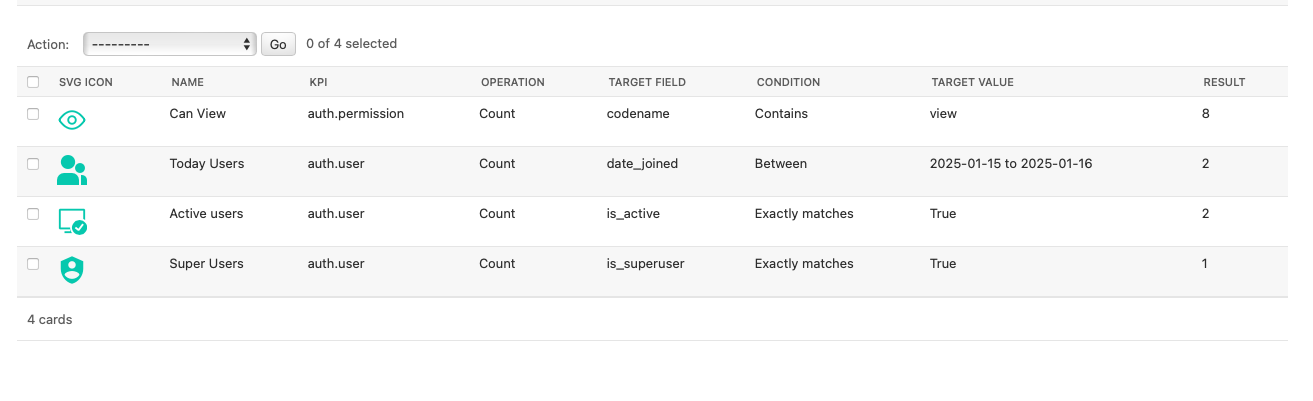 Action: --------- Go 0 of 4 selected
SVG ICON NAME KPI OPERATION TARGET FIELD CONDITION TARGET VALUE RESULT
Can View auth.permission Count codename Contains view 8
Today Users auth.user Count date_joined Between 2025-01-15 to 2025-01-16 2
Active users auth.user Count is_active Exactly matches True 2
Super Users auth.user Count is_superuser Exactly matches True 1
4 cards